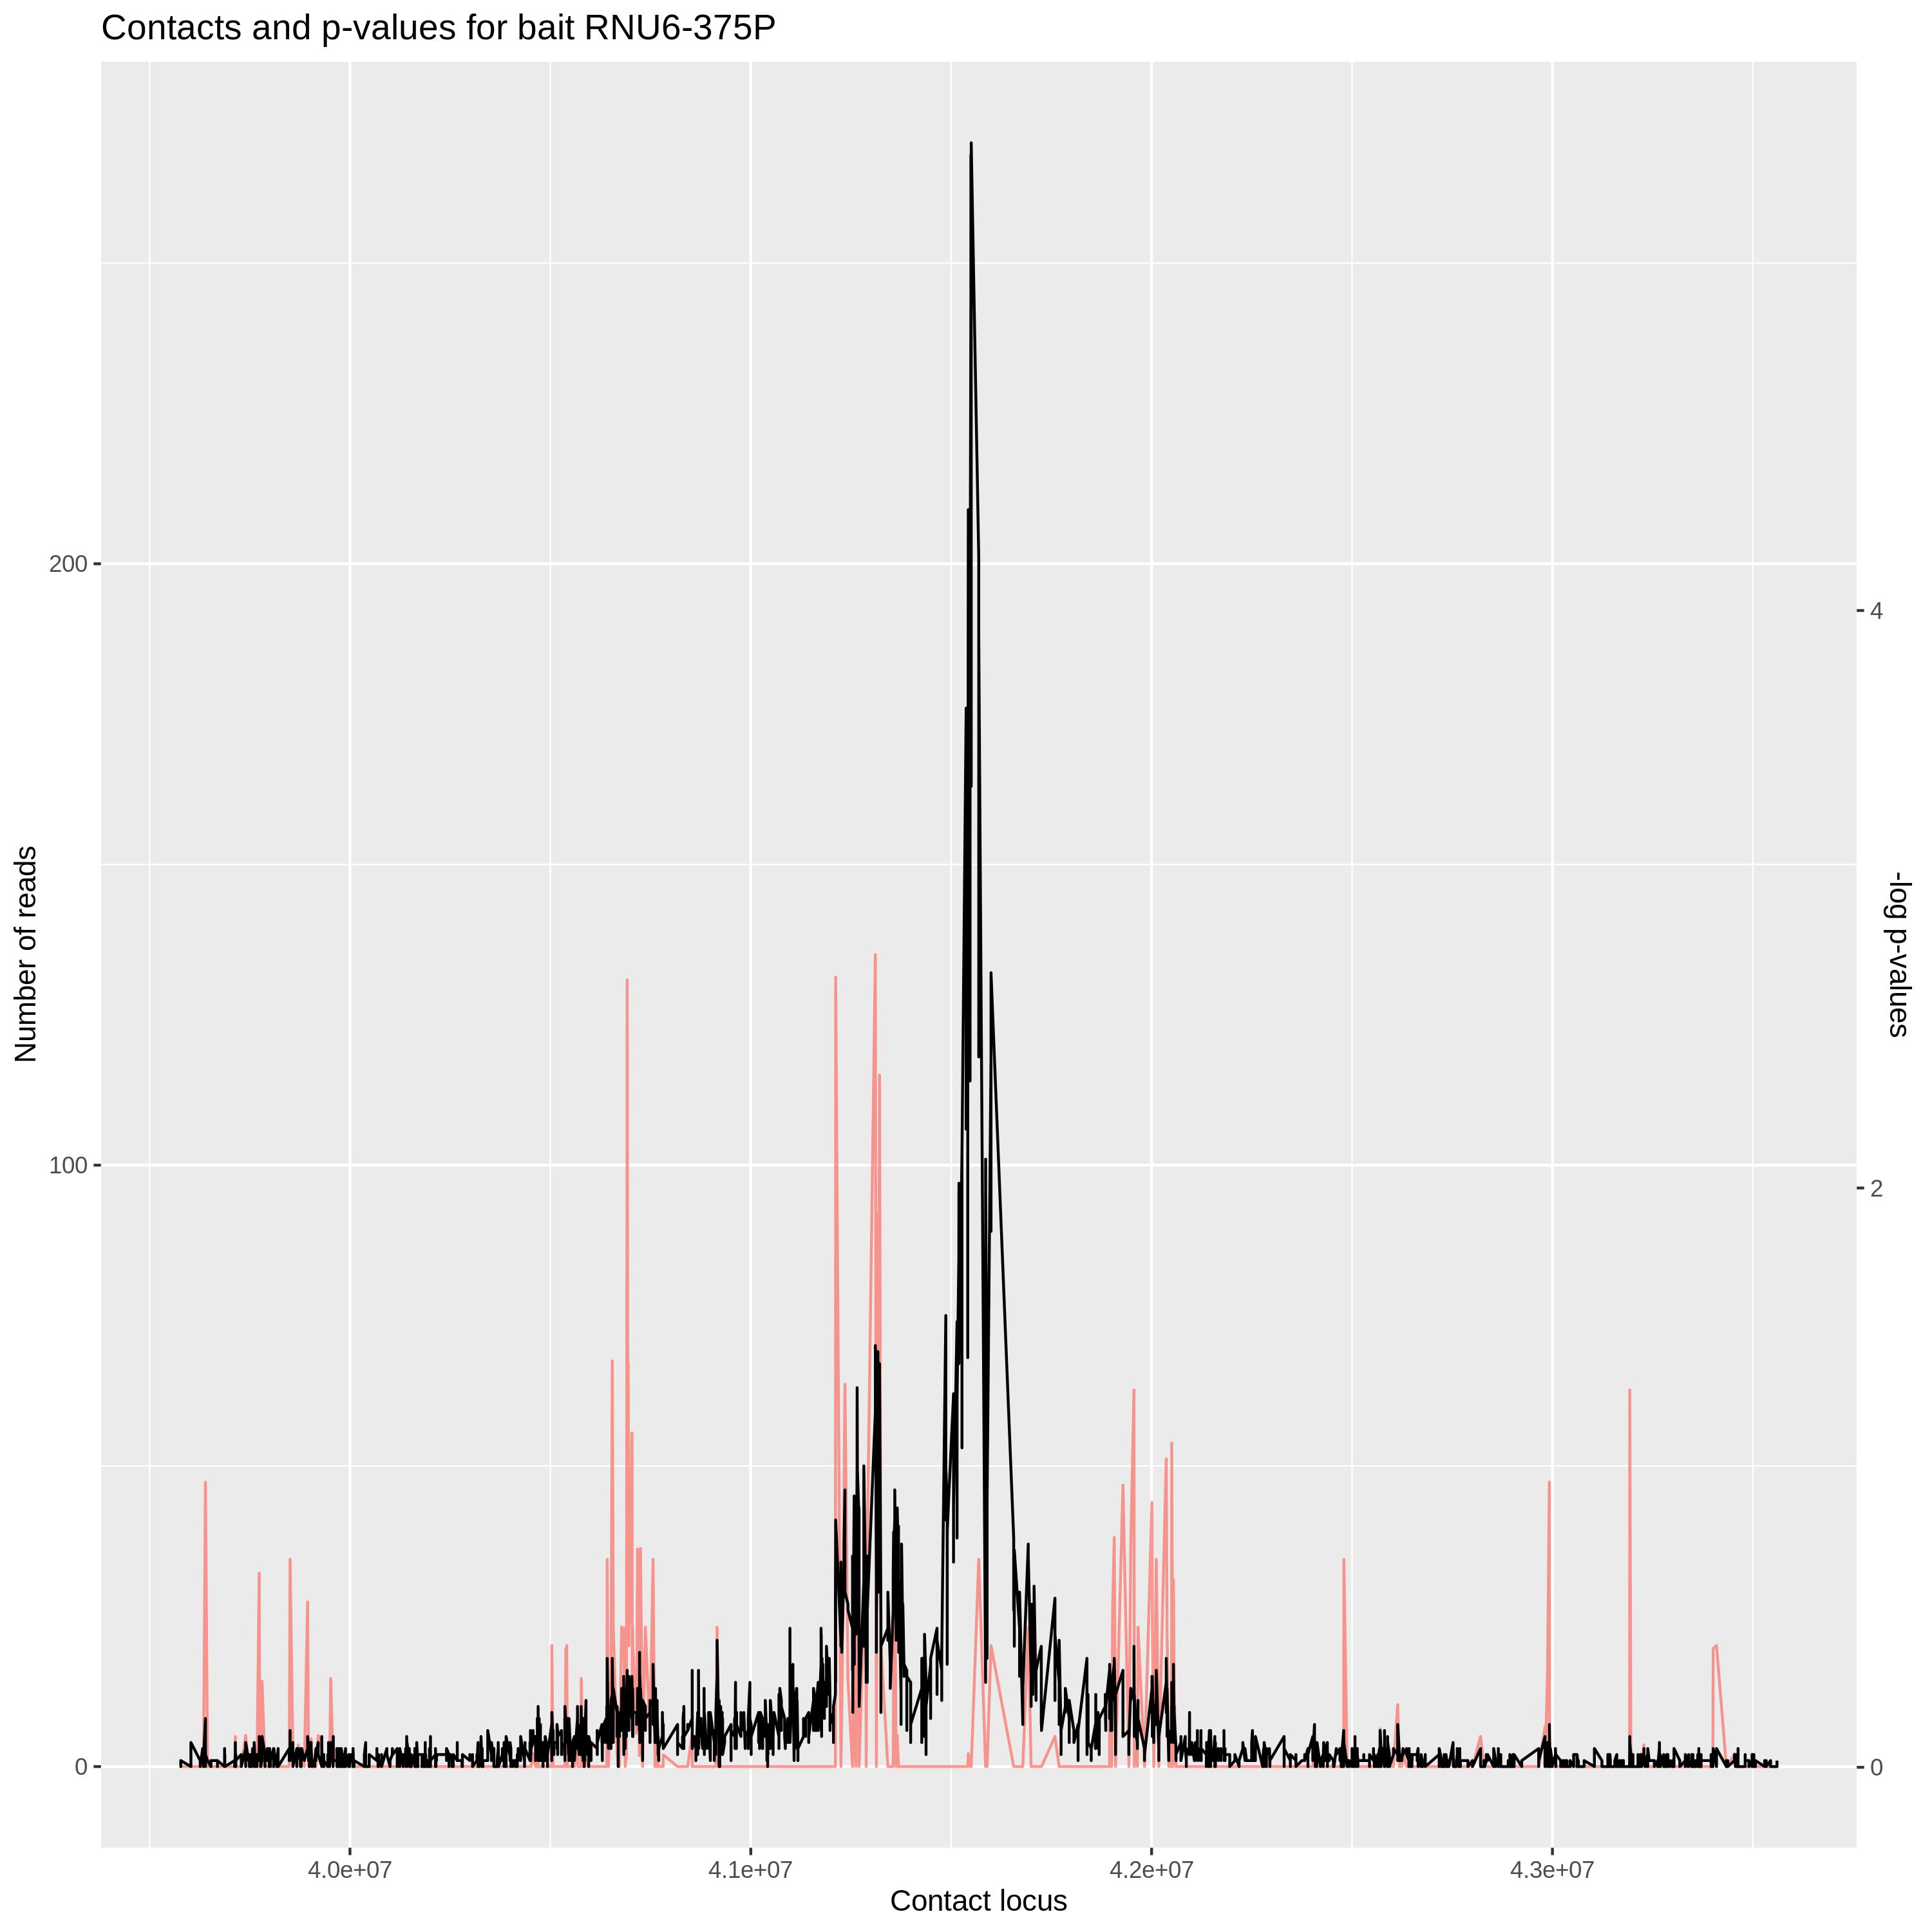 Contacts and p-values for bait RNU6-375P
Number of reads
200
100
0
4
2
0
-log p-values
4.0e+07 4.1e+07 4.2e+07 4.3e+07
Contact locus